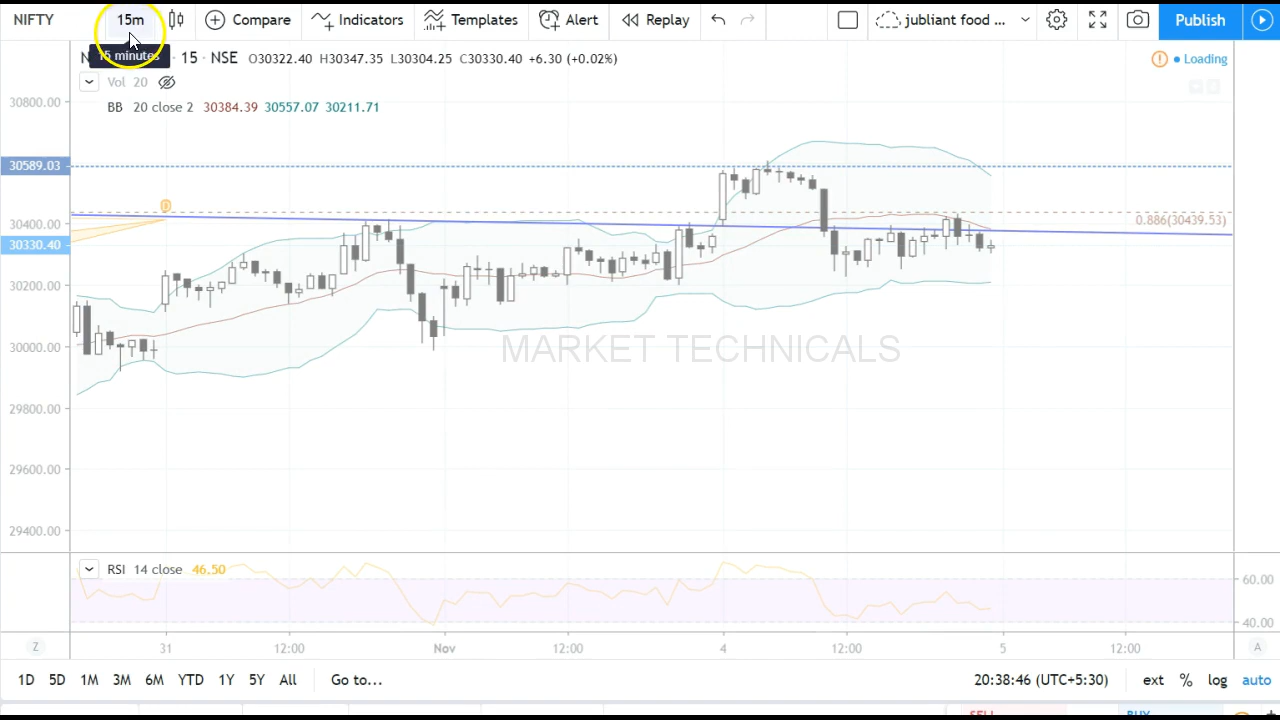 NIFTY 15m Compare Indicators Templates Alert Replay jubliant food ... Publish
15 minutes
· 15 · NSE O30322.40 H30347.35 L30304.25 C30330.40 +6.30 (+0.02%) Loading
Vol 20
BB 20 close 2 30384.39 30557.07 30211.71
30800.00
30589.03
D
0.886(30439.53)
30400.00
30330.40
30200.00
30000.00
MARKET TECHNICALS
29800.00
29600.00
29400.00
RSI 14 close 46.50
60.00
40.00
Z 31 12:00 Nov 12:00 4 12:00 5 12:00 A
1D 5D 1M 3M 6M YTD 1Y 5Y All Go to... 20:38:46 (UTC+5:30) ext % log auto
SELL BUY